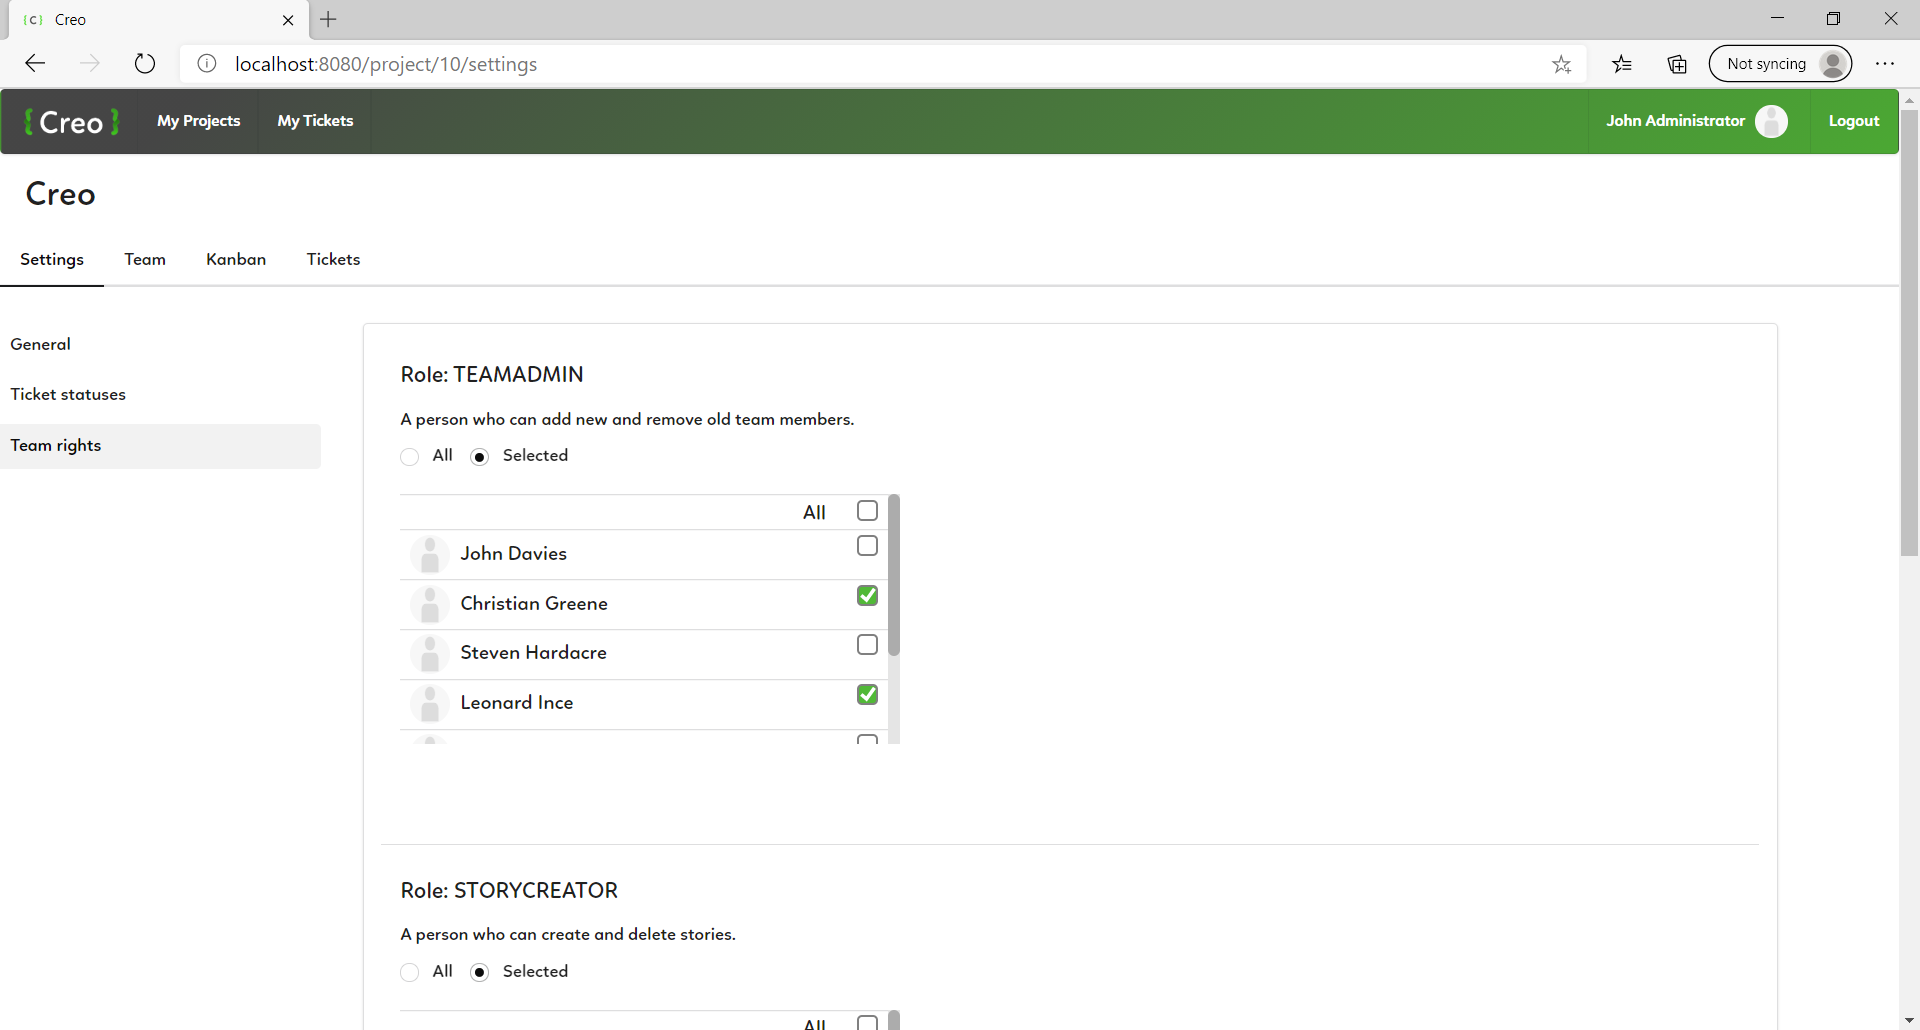 {c} Creo
localhost:8080/project/10/settings
Not syncing
{ Creo } My Projects My Tickets John Administrator Logout
Creo
Settings Team Kanban Tickets
General
Ticket statuses
Team rights
Role: TEAMADMIN
A person who can add new and remove old team members.
All Selected
All
John Davies
Christian Greene
Steven Hardacre
Leonard Ince
Role: STORYCREATOR
A person who can create and delete stories.
All Selected
All